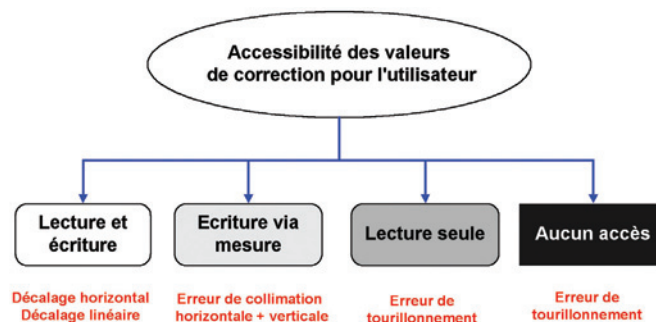 Accessibilité des valeurs
de correction pour l'utilisateur
Lecture et
écriture
Ecriture via
mesure
Lecture seule
Aucun accès
Décalage horizontal
Décalage linéaire
Erreur de collimation
horizontale + verticale
Erreur de
tourillonnement
Erreur de
tourillonnement